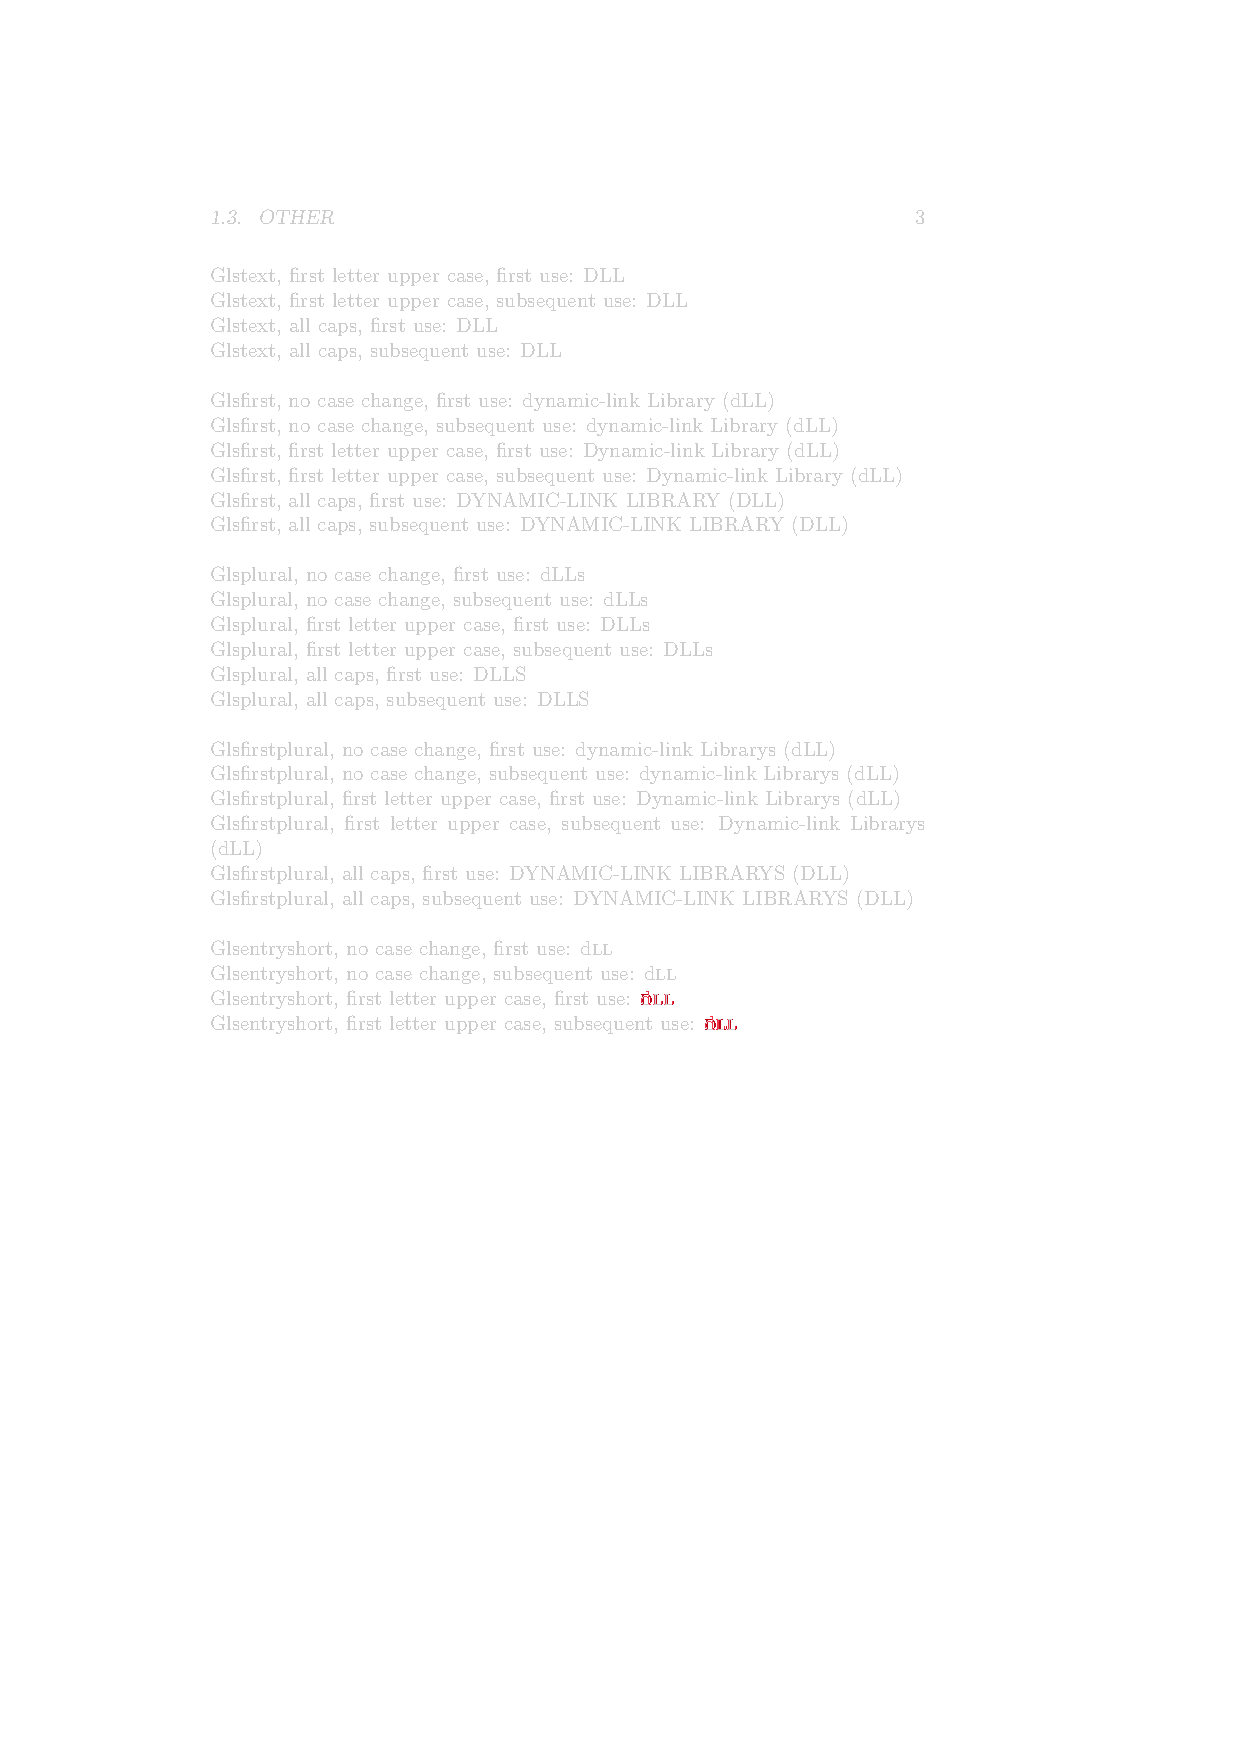 1.3. OTHER 3
Glstext, first letter upper case, first use: DLL
Glstext, first letter upper case, subsequent use: DLL
Glstext, all caps, first use: DLL
Glstext, all caps, subsequent use: DLL
Glsfirst, no case change, first use: dynamic-link Library (dLL)
Glsfirst, no case change, subsequent use: dynamic-link Library (dLL)
Glsfirst, first letter upper case, first use: Dynamic-link Library (dLL)
Glsfirst, first letter upper case, subsequent use: Dynamic-link Library (dLL)
Glsfirst, all caps, first use: DYNAMIC-LINK LIBRARY (DLL)
Glsfirst, all caps, subsequent use: DYNAMIC-LINK LIBRARY (DLL)
Glsplural, no case change, first use: dLLs
Glsplural, no case change, subsequent use: dLLs
Glsplural, first letter upper case, first use: DLLs
Glsplural, first letter upper case, subsequent use: DLLs
Glsplural, all caps, first use: DLLS
Glsplural, all caps, subsequent use: DLLS
Glsfirstplural, no case change, first use: dynamic-link Librarys (dLL)
Glsfirstplural, no case change, subsequent use: dynamic-link Librarys (dLL)
Glsfirstplural, first letter upper case, first use: Dynamic-link Librarys (dLL)
Glsfirstplural, first letter upper case, subsequent use: Dynamic-link Librarys
(dLL)
Glsfirstplural, all caps, first use: DYNAMIC-LINK LIBRARYS (DLL)
Glsfirstplural, all caps, subsequent use: DYNAMIC-LINK LIBRARYS (DLL)
Glsentryshort, no case change, first use: dLL
Glsentryshort, no case change, subsequent use: dLL
Glsentryshort, first letter upper case, first use:
Glsentryshort, first letter upper case, subsequent use: